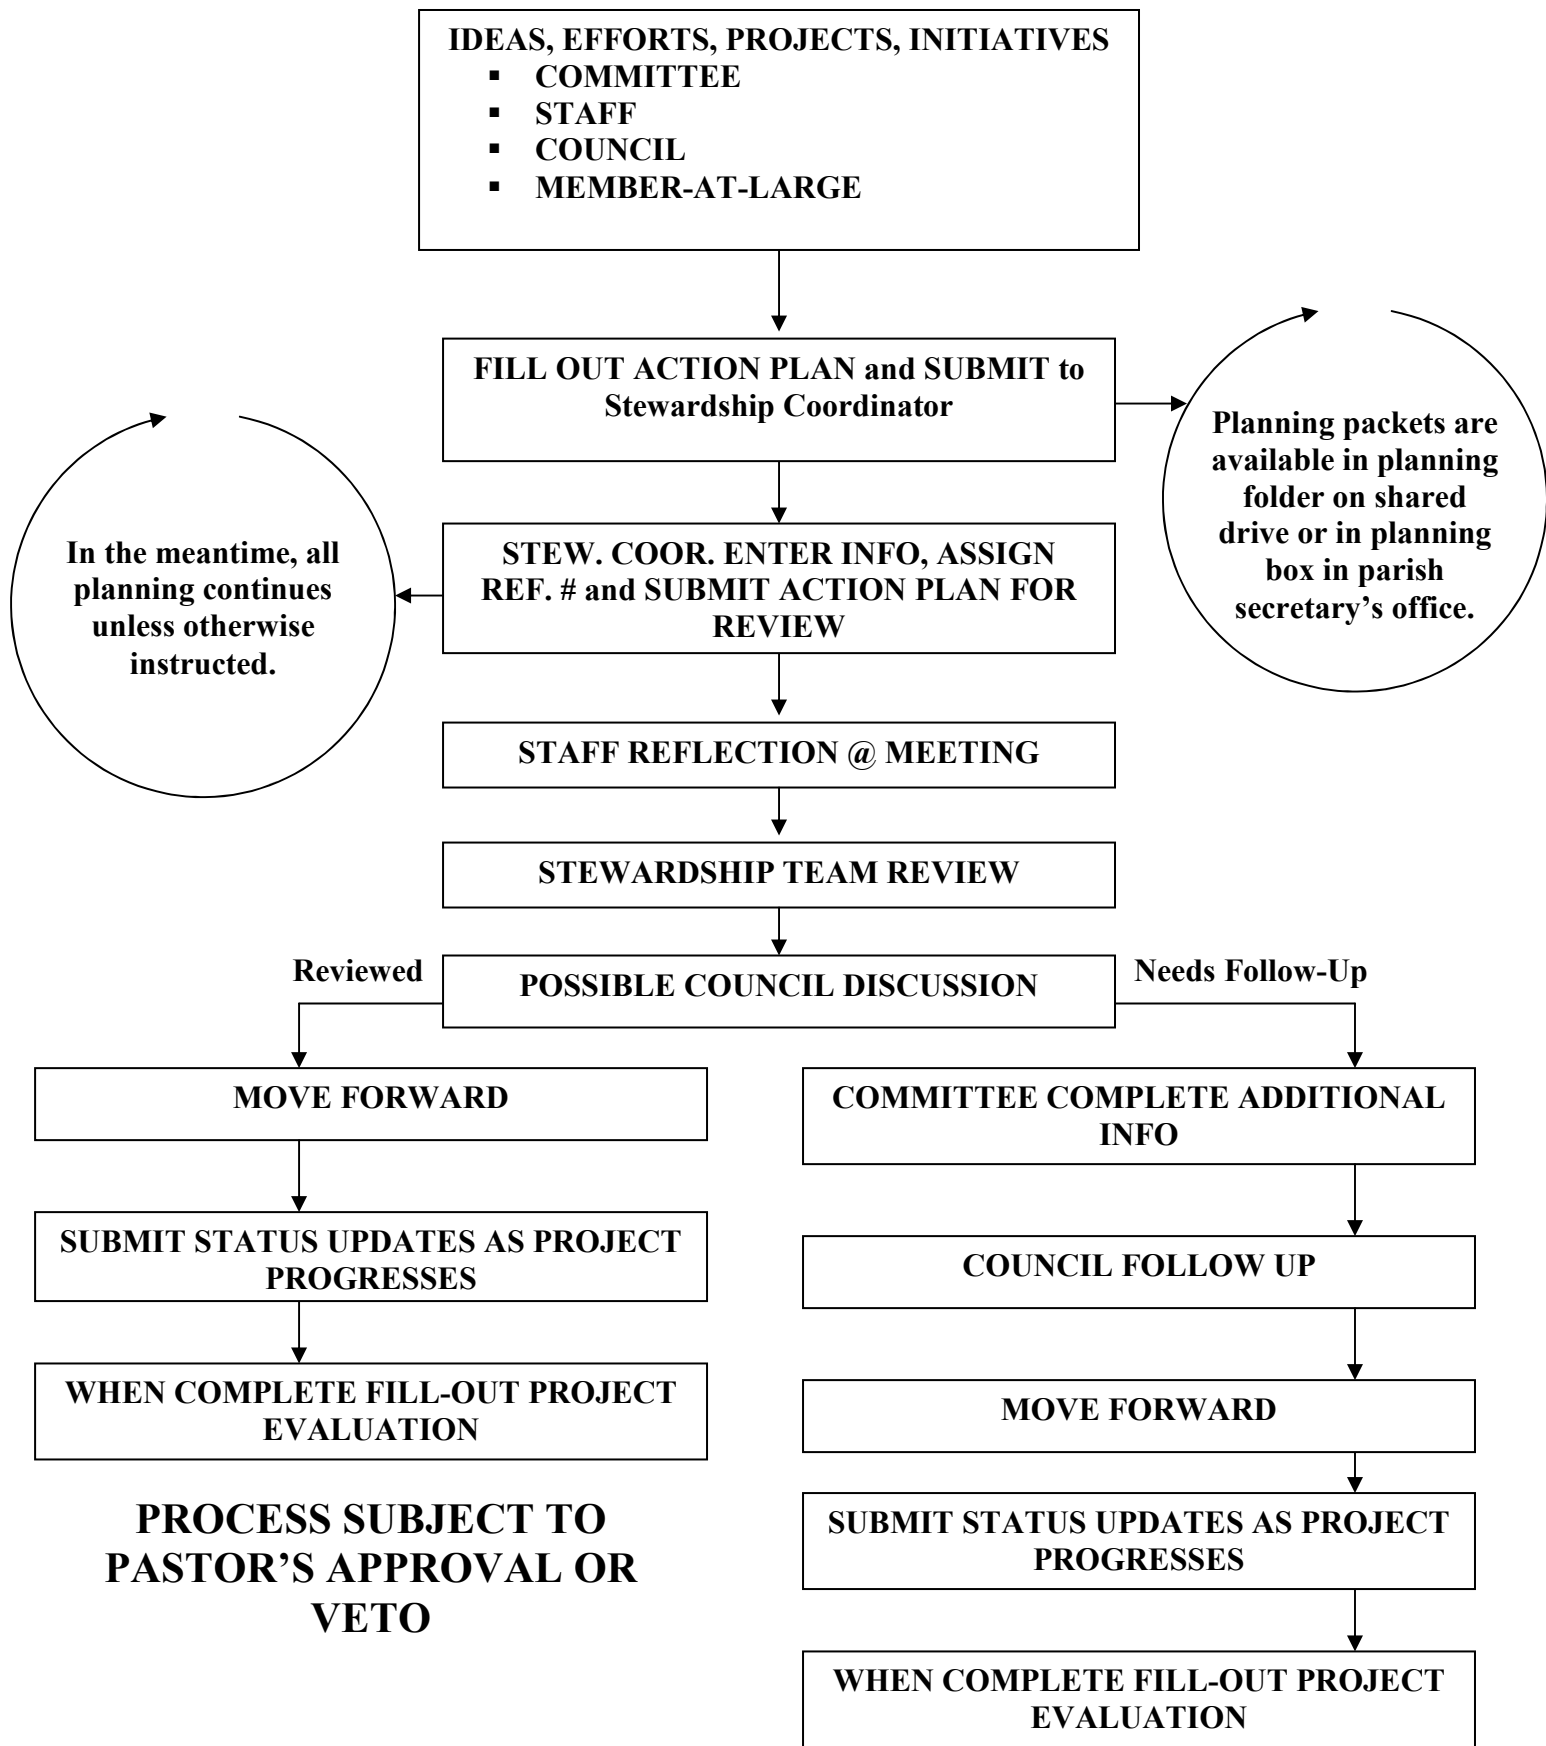 IDEAS, EFFORTS, PROJECTS, INITIATIVES
▪ COMMITTEE
▪ STAFF
▪ COUNCIL
▪ MEMBER-AT-LARGE
FILL OUT ACTION PLAN and SUBMIT to
Stewardship Coordinator
Planning packets are
available in planning
folder on shared
drive or in planning
box in parish
secretary’s office.
STEW. COOR. ENTER INFO, ASSIGN
REF. # and SUBMIT ACTION PLAN FOR
REVIEW
In the meantime, all
planning continues
unless otherwise
instructed.
STAFF REFLECTION @ MEETING
STEWARDSHIP TEAM REVIEW
POSSIBLE COUNCIL DISCUSSION
Reviewed
MOVE FORWARD
SUBMIT STATUS UPDATES AS PROJECT
PROGRESSES
WHEN COMPLETE FILL-OUT PROJECT
EVALUATION
Needs Follow-Up
COMMITTEE COMPLETE ADDITIONAL
INFO
COUNCIL FOLLOW UP
MOVE FORWARD
SUBMIT STATUS UPDATES AS PROJECT
PROGRESSES
WHEN COMPLETE FILL-OUT PROJECT
EVALUATION
PROCESS SUBJECT TO
PASTOR’S APPROVAL OR
VETO